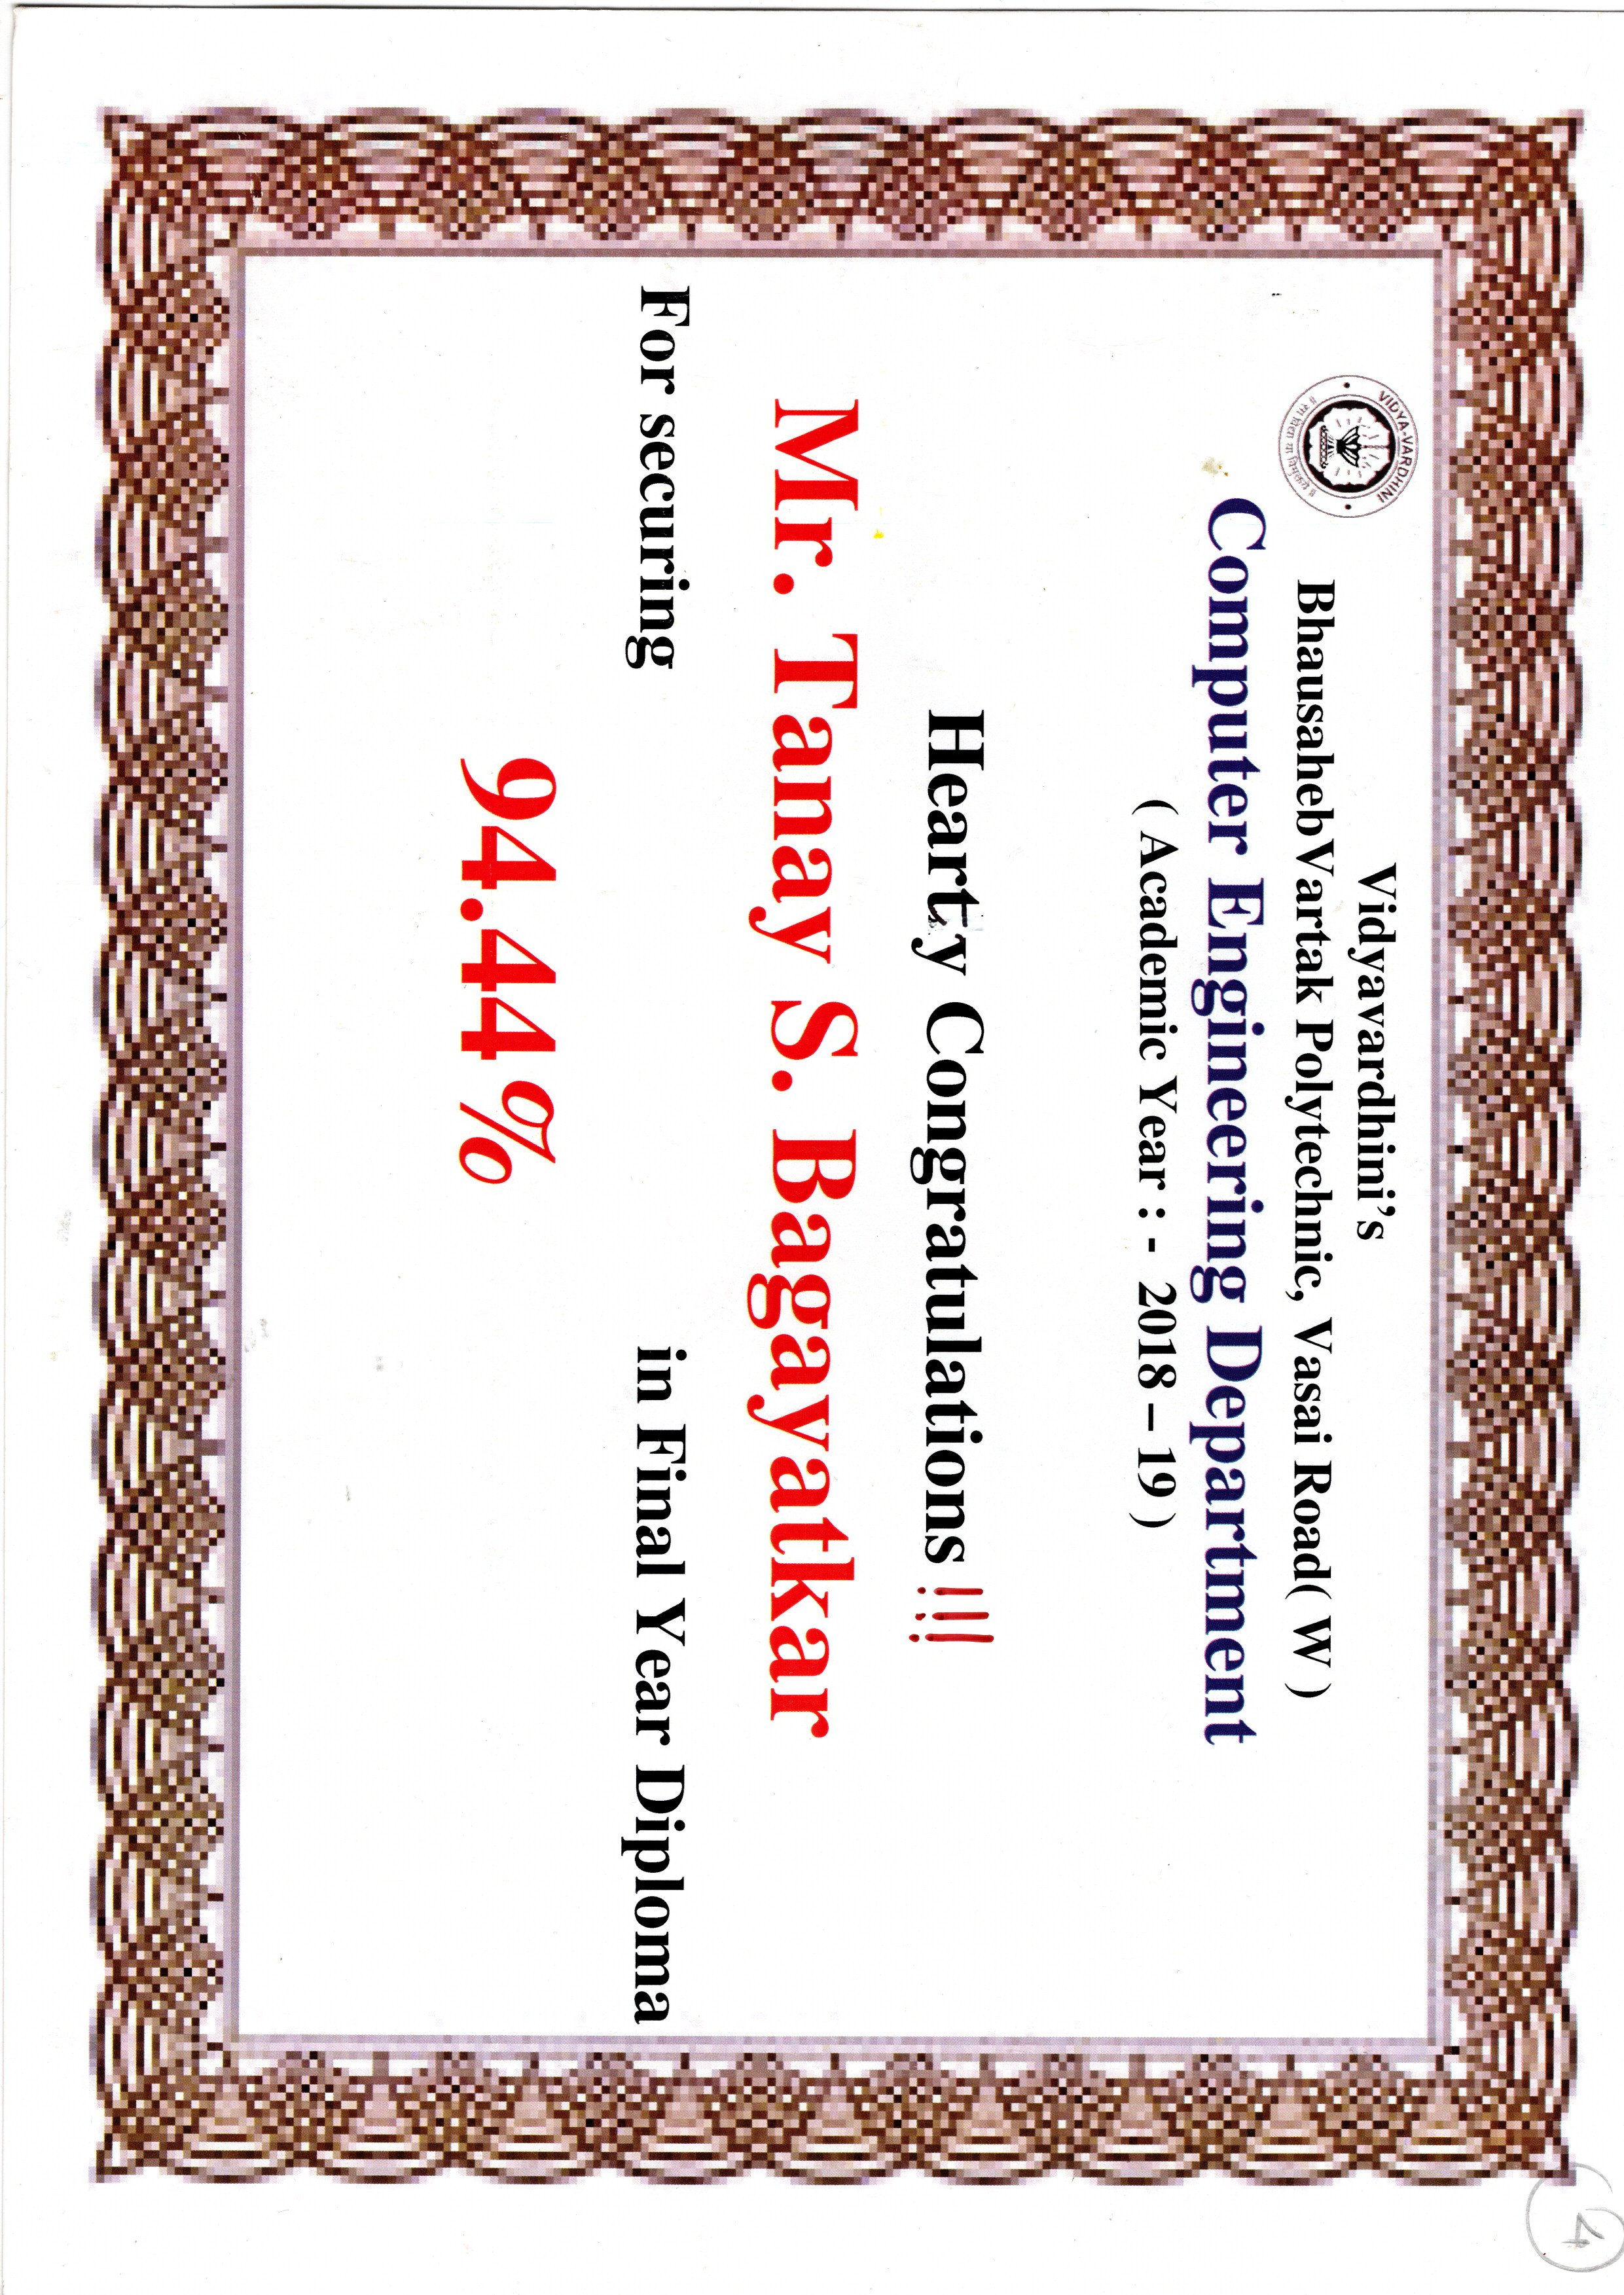 4
VIDYA-VARDHINI
॥ सा विद्या या विमुक्तये ॥
Vidyavardhini’s
BhausahebVartak Polytechnic, Vasai Road( W )
Computer Engineering Department
( Academic Year : -  2018 – 19 )
Hearty Congratulations !!!
Mr. Tanay S. Bagayatkar
For securing in Final Year Diploma
94.44%